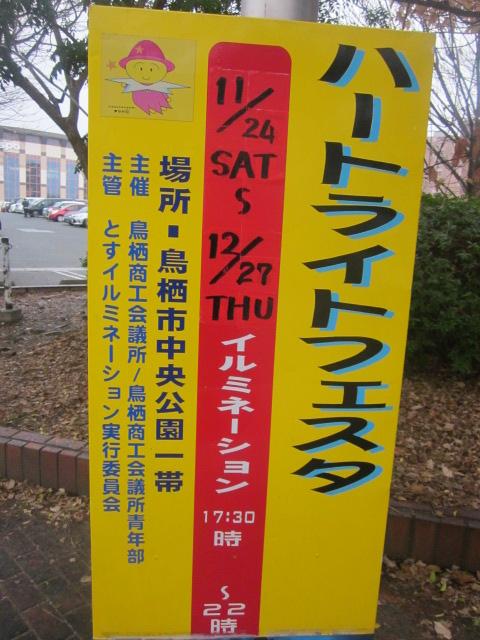 ハートライトフェスタ
11/24
SAT
~
12/27
THU
イルミネーション
17:30
時
~
22
時
場所・鳥栖市中央公園一帯
主催 鳥栖商工会議所/鳥栖商工会議所青年部
主管 とすイルミネーション実行委員会